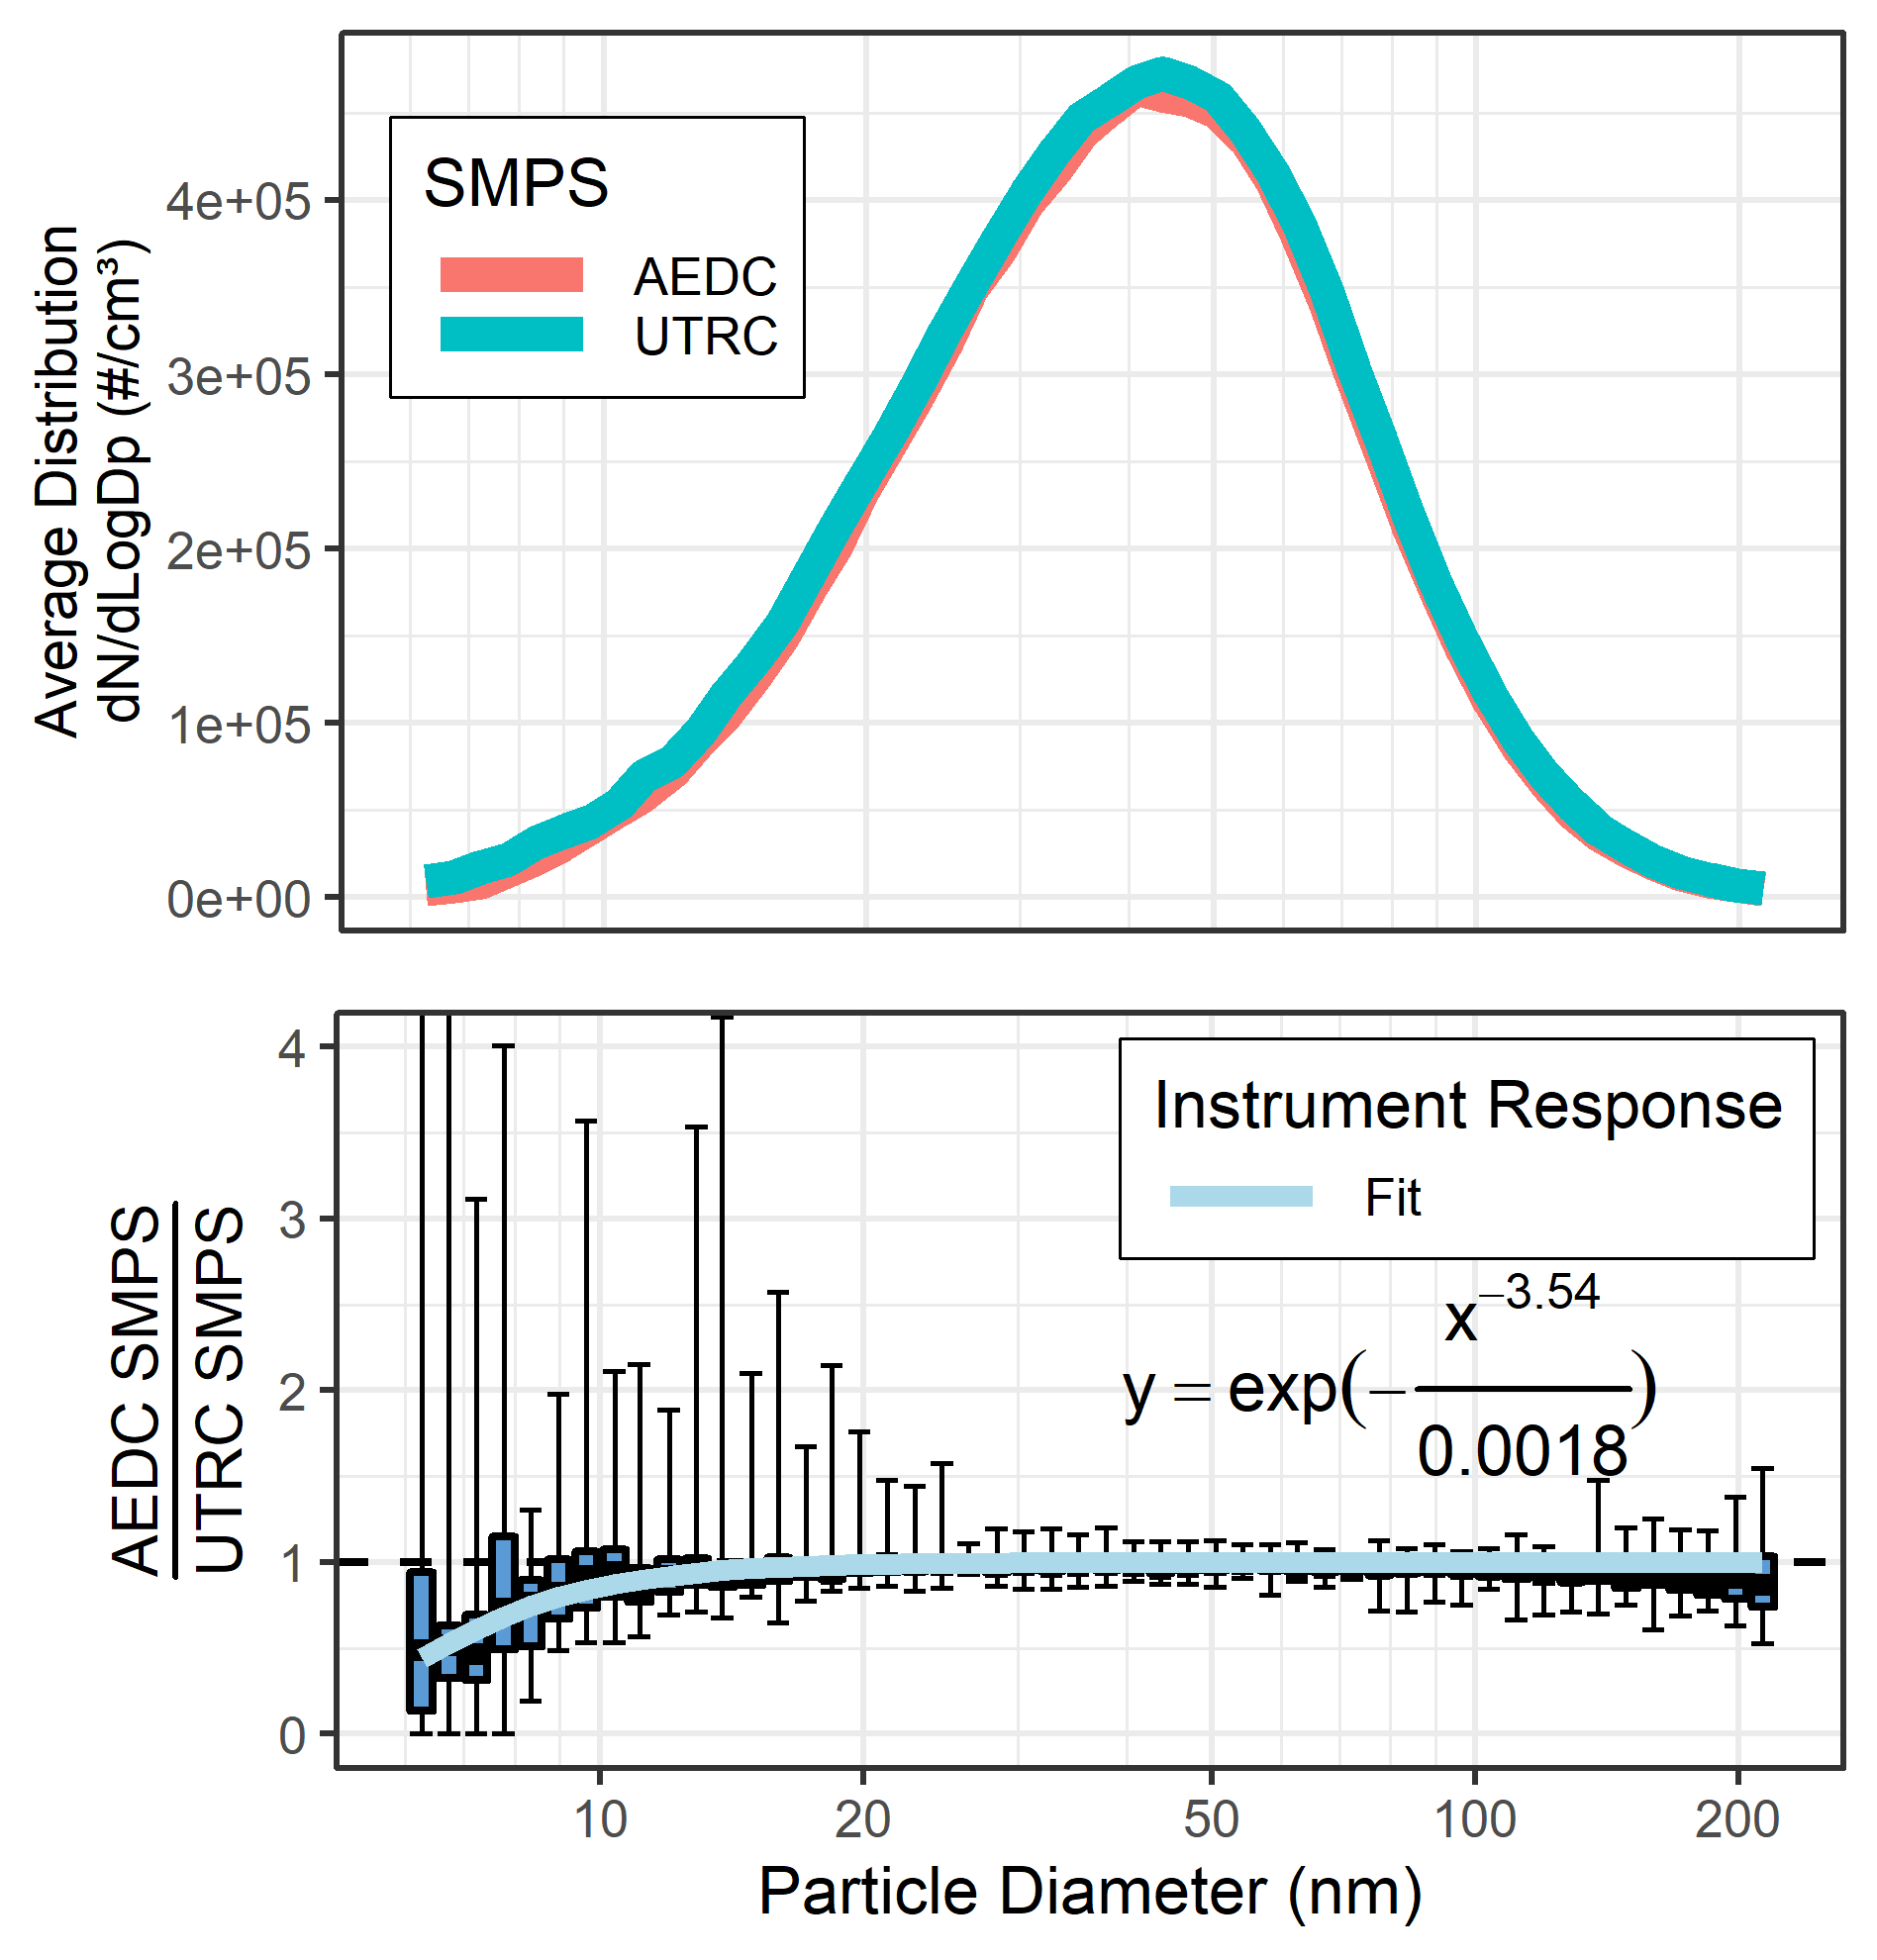 SMPS
AEDC
UTRC
Average Distribution
dN/dLogDp (#/cm³)
4e+05
3e+05
2e+05
1e+05
0e+00
Instrument Response
Fit
y = exp(−x^−3.54/0.0018)
AEDC SMPS
UTRC SMPS
4
3
2
1
0
10 20 50 100 200
Particle Diameter (nm)